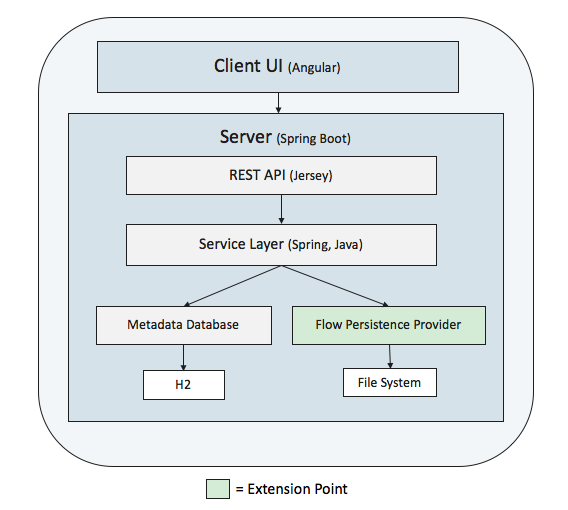 Client UI (Angular)
Server (Spring Boot)
REST API (Jersey)
Service Layer (Spring, Java)
Metadata Database
Flow Persistence Provider
H2
File System
= Extension Point